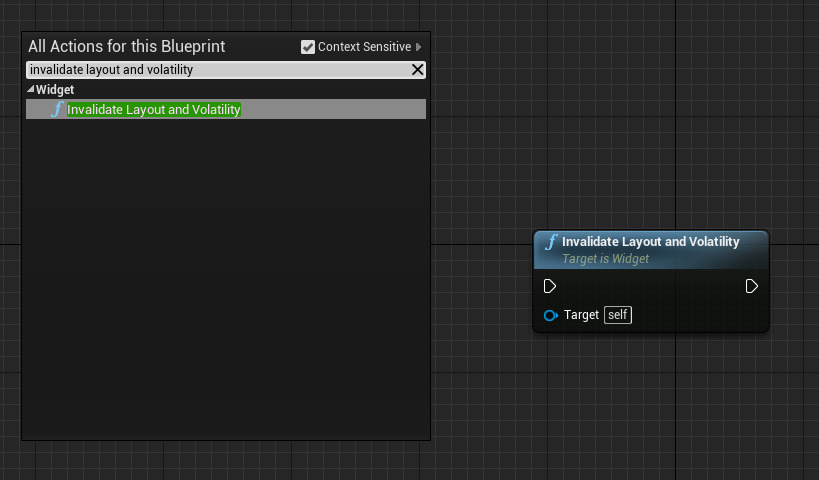 All Actions for this Blueprint
Context Sensitive
invalidate layout and volatility
Widget
f Invalidate Layout and Volatility
f Invalidate Layout and Volatility
Target is Widget
Target self